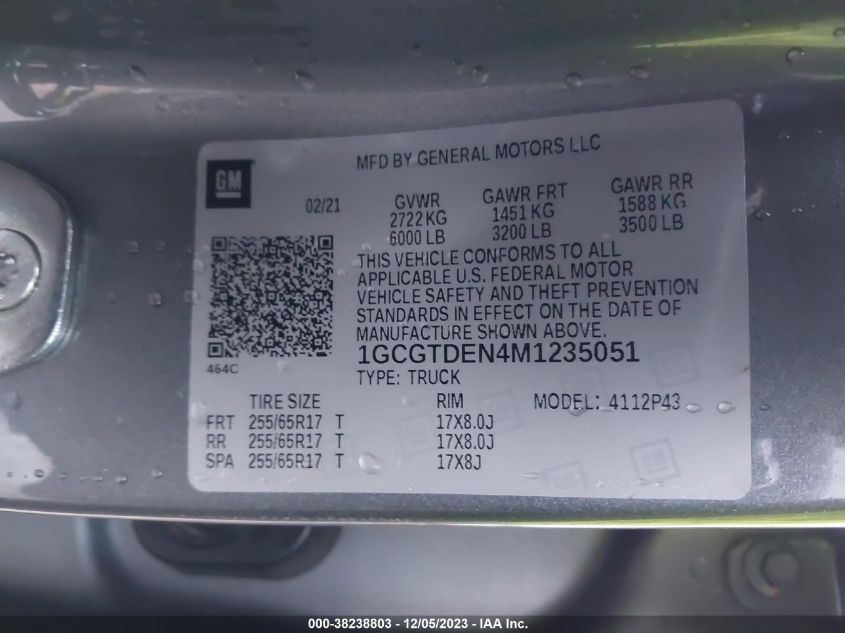 MFD BY GENERAL MOTORS LLC
GM
02/21
GVWR GAWR FRT GAWR RR
2722 KG 1451 KG 1588 KG
6000 LB 3200 LB 3500 LB
THIS VEHICLE CONFORMS TO ALL
APPLICABLE U.S. FEDERAL MOTOR
VEHICLE SAFETY AND THEFT PREVENTION
STANDARDS IN EFFECT ON THE DATE OF
MANUFACTURE SHOWN ABOVE.
1GCGTDEN4M1235051
464C
TYPE: TRUCK
TIRE SIZE RIM MODEL: 4112P43
FRT 255/65R17 T 17X8.0J
RR 255/65R17 T 17X8.0J
SPA 255/65R17 T 17X8J
GM
000-38238803 - 12/05/2023 - IAA Inc.